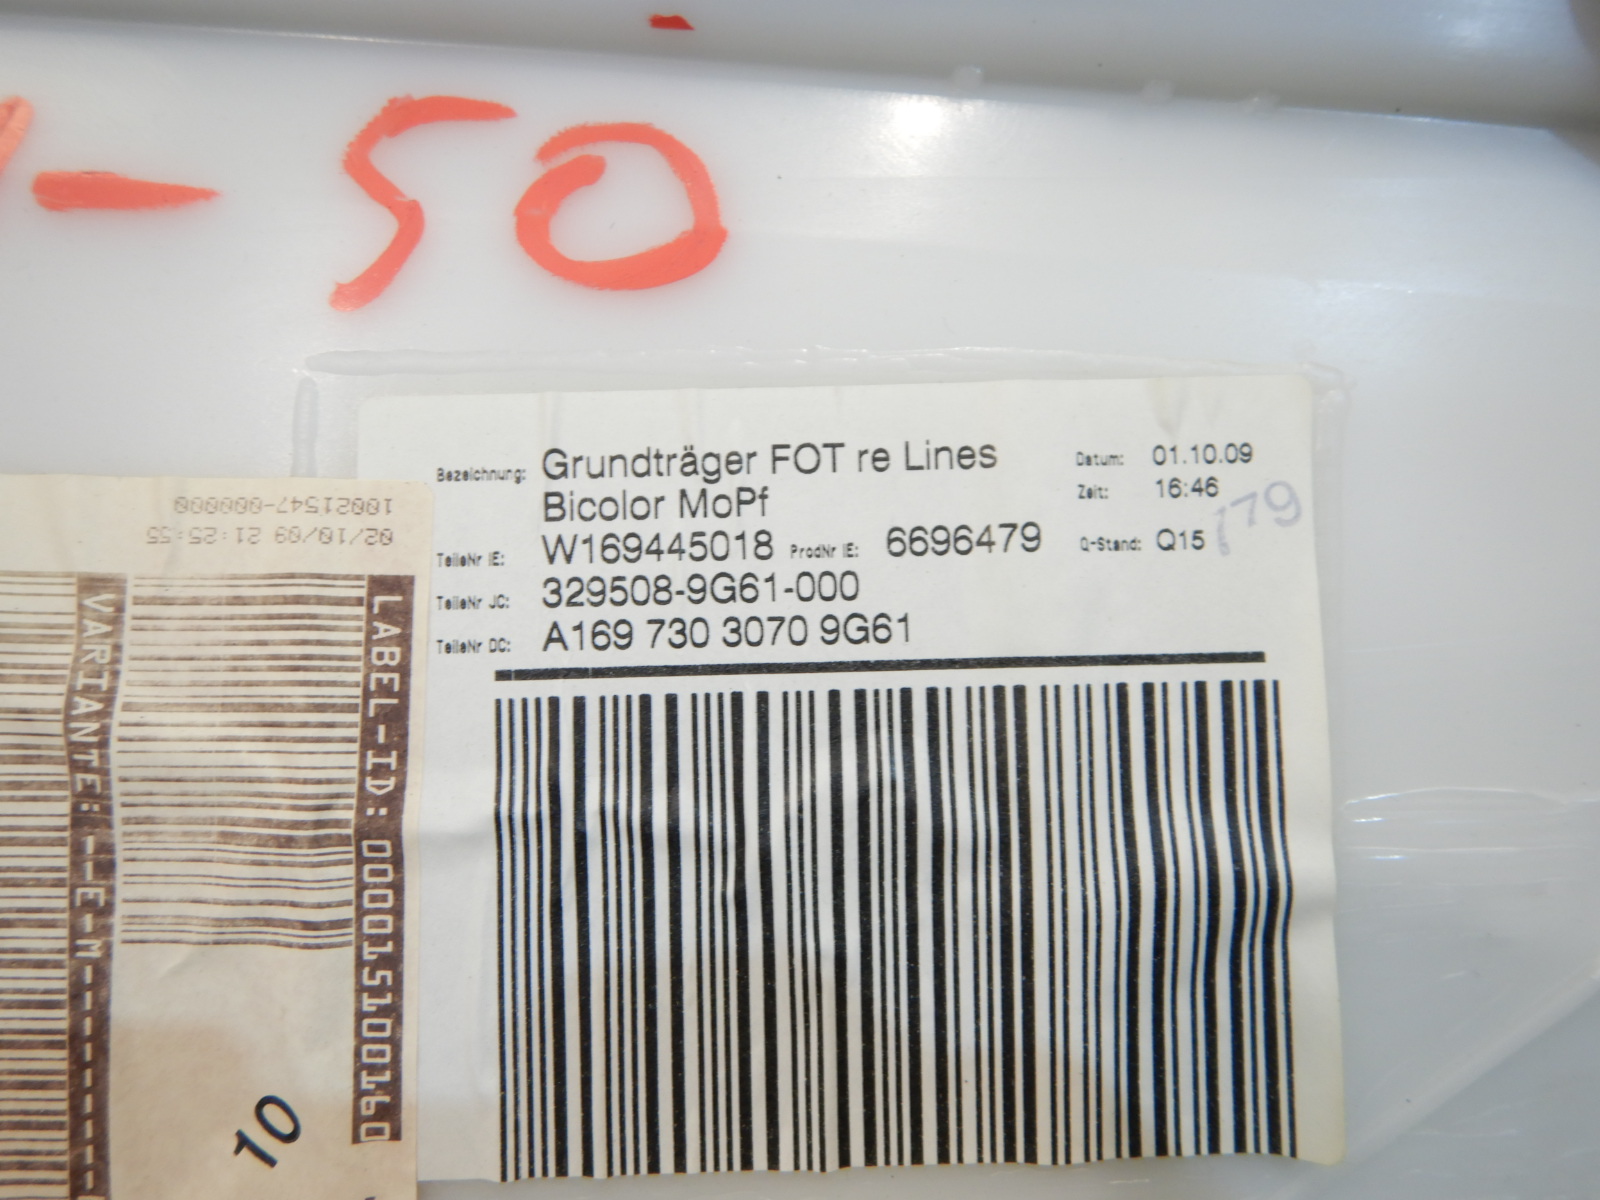 - 50
Bezeichnung: Grundträger FOT re Lines
Bicolor MoPf
Datum: 01.10.09
Zeit: 16:46
TeileNr IE: W169445018 ProdNr IE: 6696479 Q-Stand: Q15
179
TeileNr JC: 329508-9G61-000
TeileNr DC: A169 730 3070 9G61
10021547-000000
02/10/09 21:25:55
LABEL-ID: 000015100160
VARIANTE: --E-M-------
10